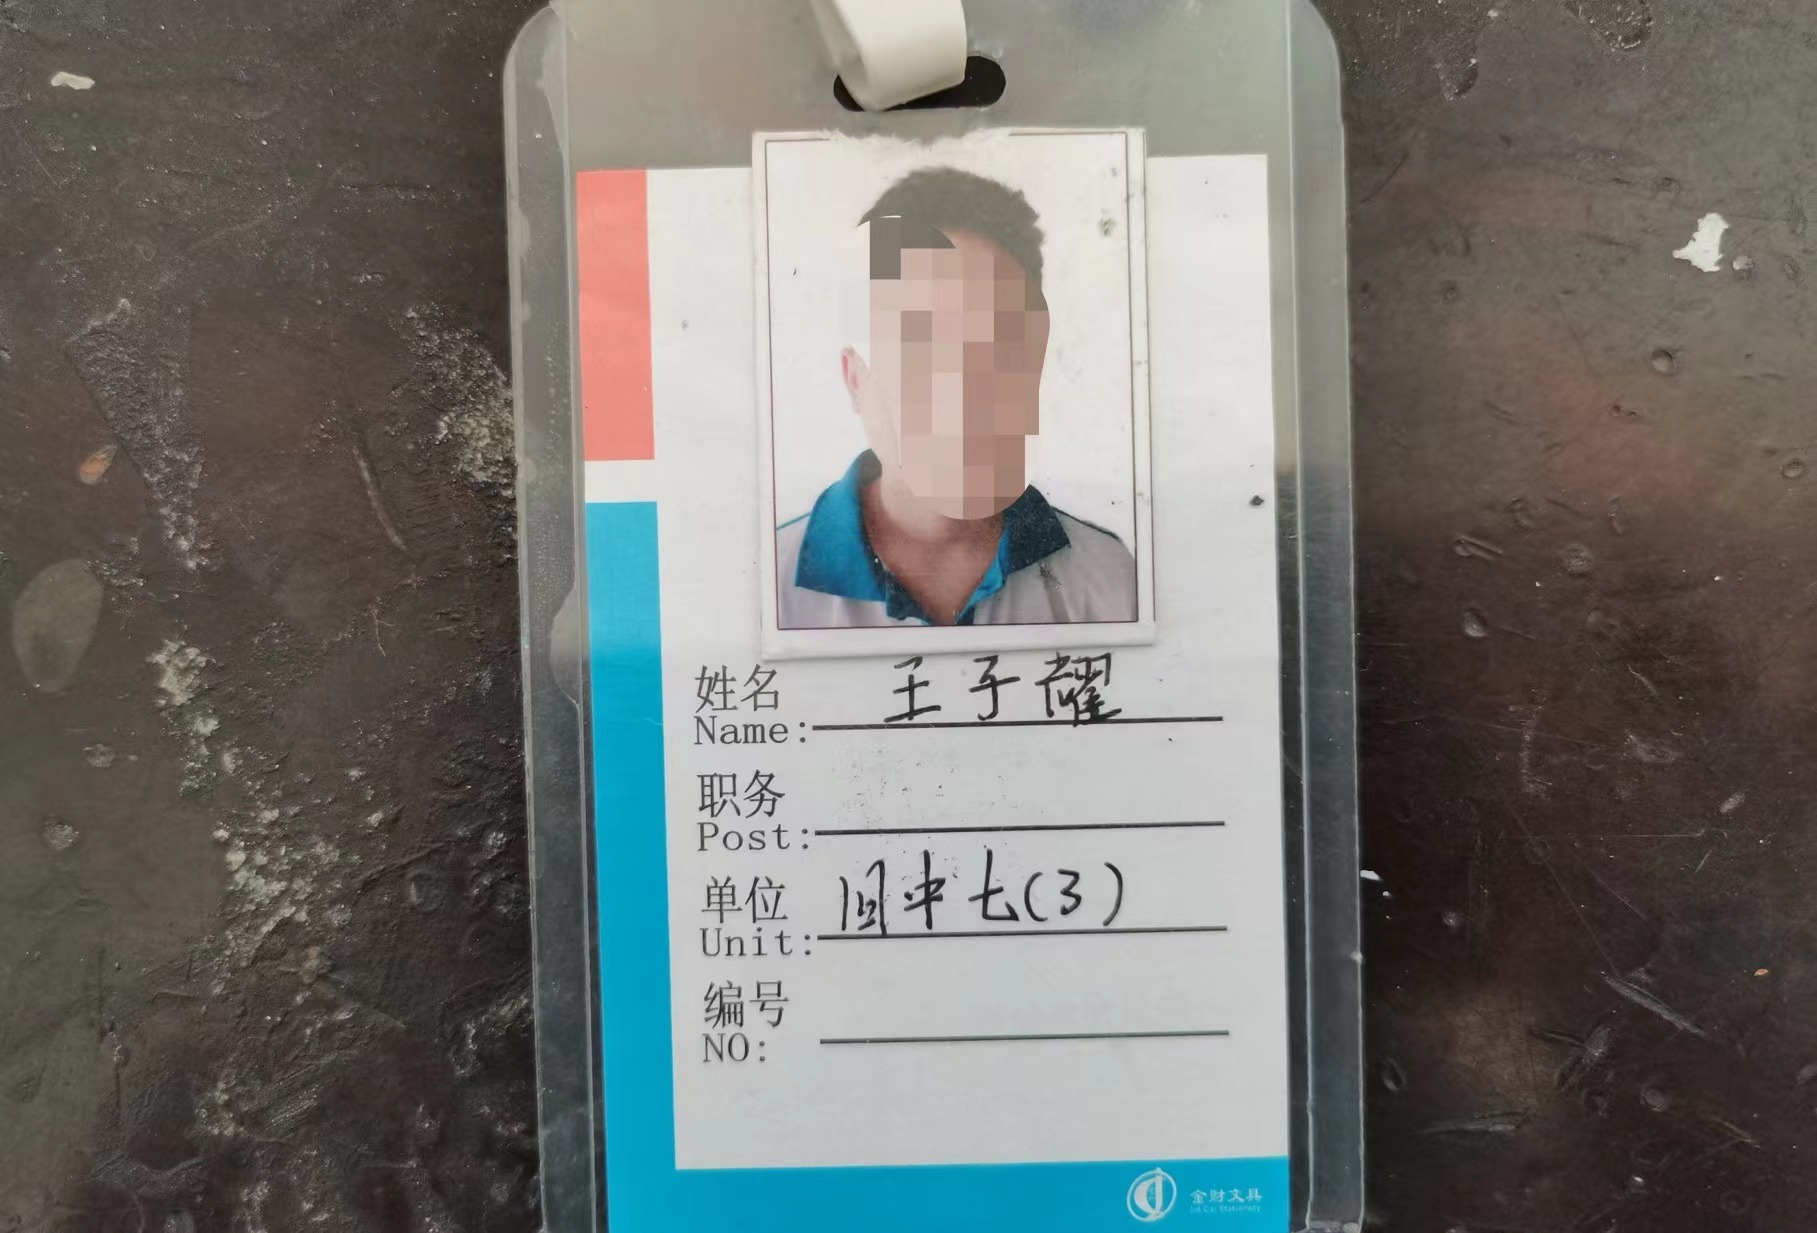 姓名 王子耀
Name:
职务
Post:
单位 中七(3)
Unit:
编号
NO:
金财文具
Jin Cai Stationery